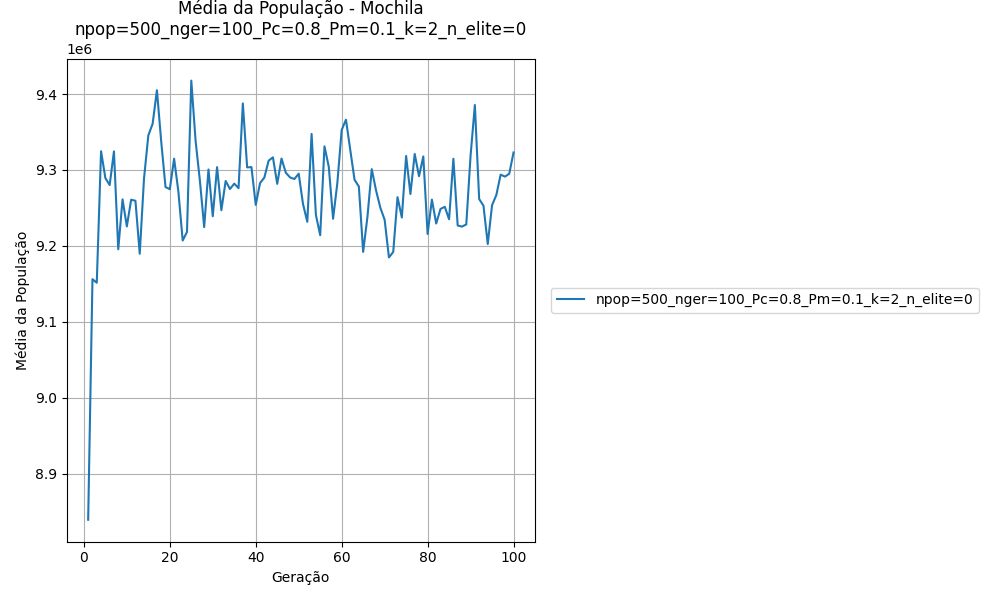 Média da População - Mochila
npop=500_nger=100_Pc=0.8_Pm=0.1_k=2_n_elite=0
1e6
9.4
9.3
9.2
9.1
9.0
8.9
Média da População
0 20 40 60 80 100
Geração
npop=500_nger=100_Pc=0.8_Pm=0.1_k=2_n_elite=0